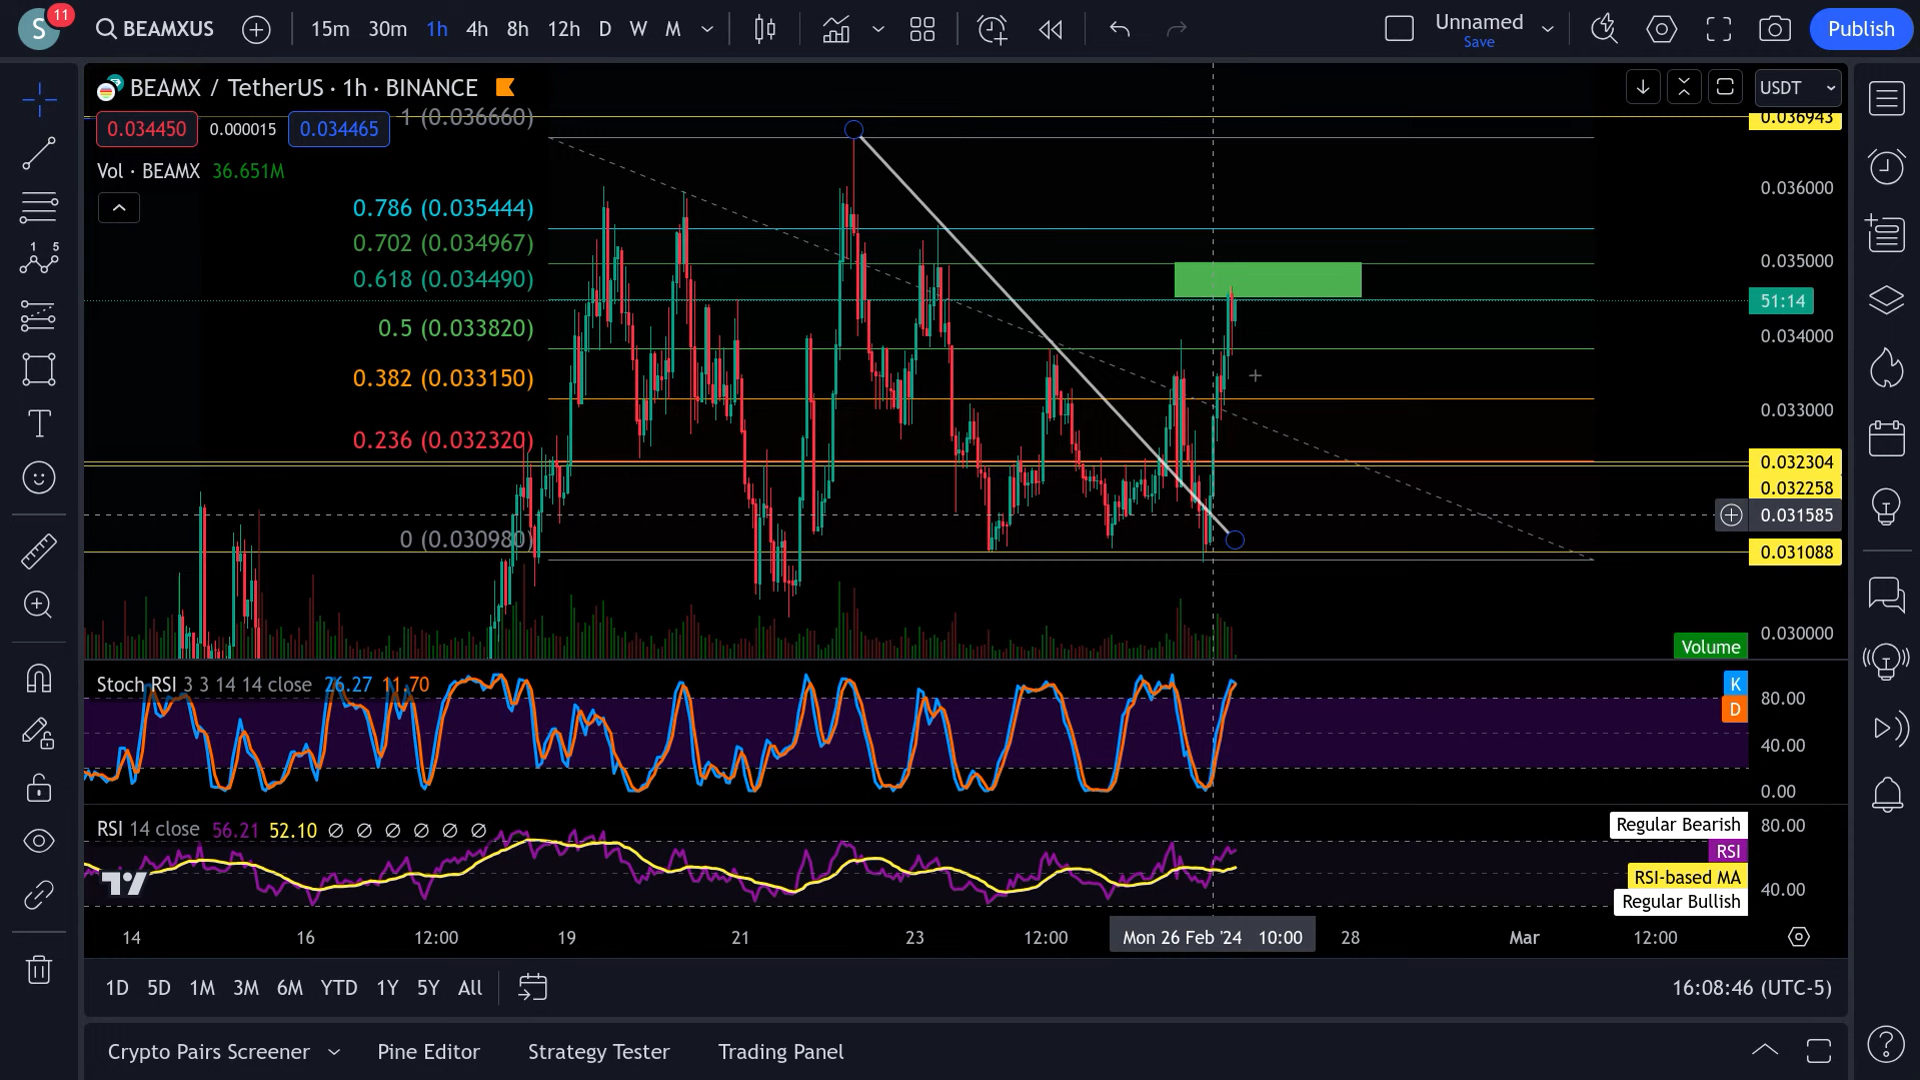 S 11 BEAMXUS 15m 30m 1h 4h 8h 12h D W M Unnamed Save Publish
BEAMX / TetherUS · 1h · BINANCE
USDT
1 (0.036660)
0.036943
0.034450 0.000015 0.034465
Vol · BEAMX 36.651M
0.036000
0.786 (0.035444)
0.702 (0.034967)
0.035000
0.618 (0.034490)
51:14
0.5 (0.033820)
0.034000
0.382 (0.033150)
0.033000
0.236 (0.032320)
0.032304
0.032258
0.031585
0 (0.030980)
0.031088
0.030000
Volume
Stoch RSI 3 3 14 14 close 26.27 11.70
K
80.00
D
40.00
0.00
RSI 14 close 56.21 52.10 ∅ ∅ ∅ ∅ ∅ ∅
Regular Bearish
80.00
RSI
RSI-based MA
40.00
Regular Bullish
14 16 12:00 19 21 23 12:00 Mon 26 Feb '24 10:00 28 Mar 12:00
1D 5D 1M 3M 6M YTD 1Y 5Y All
16:08:46 (UTC-5)
Crypto Pairs Screener Pine Editor Strategy Tester Trading Panel